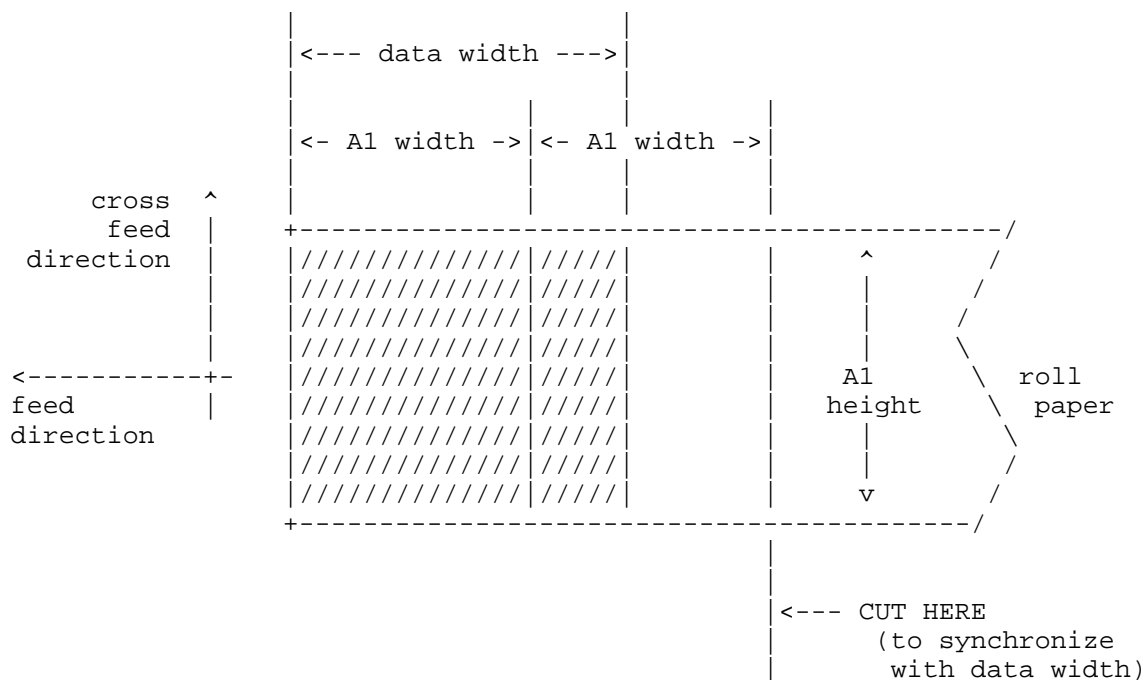 <--- data width --->
<- A1 width -> <- A1 width ->
cross
feed
direction
A1
height
roll
paper
feed
direction
<--- CUT HERE
(to synchronize
with data width)